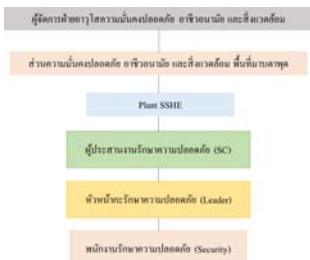 ผู้จัดการฝ่ายอาวุโสความมั่นคงปลอดภัย อาชีวอนามัย และสิ่งแวดล้อม
ส่วนความมั่นคงปลอดภัย อาชีวอนามัย และสิ่งแวดล้อม พื้นที่มาบตาพุด
Plant SSHE
ผู้ประสานงานรักษาความปลอดภัย (SC)
หัวหน้ากะรักษาความปลอดภัย (Leader)
พนักงานรักษาความปลอดภัย (Security)